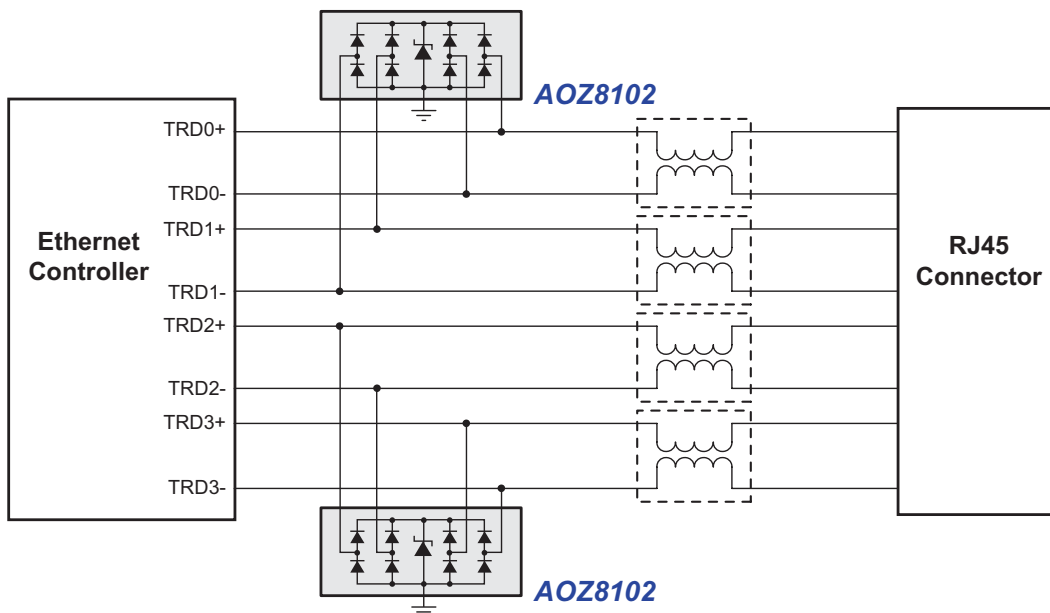 AOZ8102
TRD0+
TRD0-
TRD1+
Ethernet
Controller
RJ45
Connector
TRD1-
TRD2+
TRD2-
TRD3+
TRD3-
AOZ8102